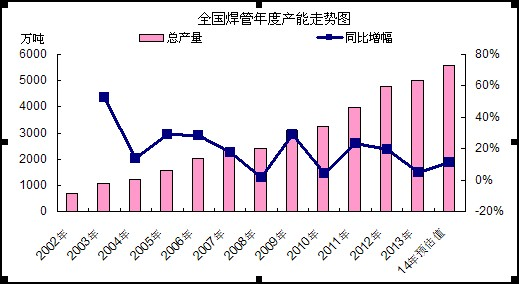 全国焊管年度产能走势图
万吨
总产量
同比增幅
6000
5000
4000
3000
2000
1000
0
80%
60%
40%
20%
0%
-20%
2002年
2003年
2004年
2005年
2006年
2007年
2008年
2009年
2010年
2011年
2012年
2013年
14年预估值